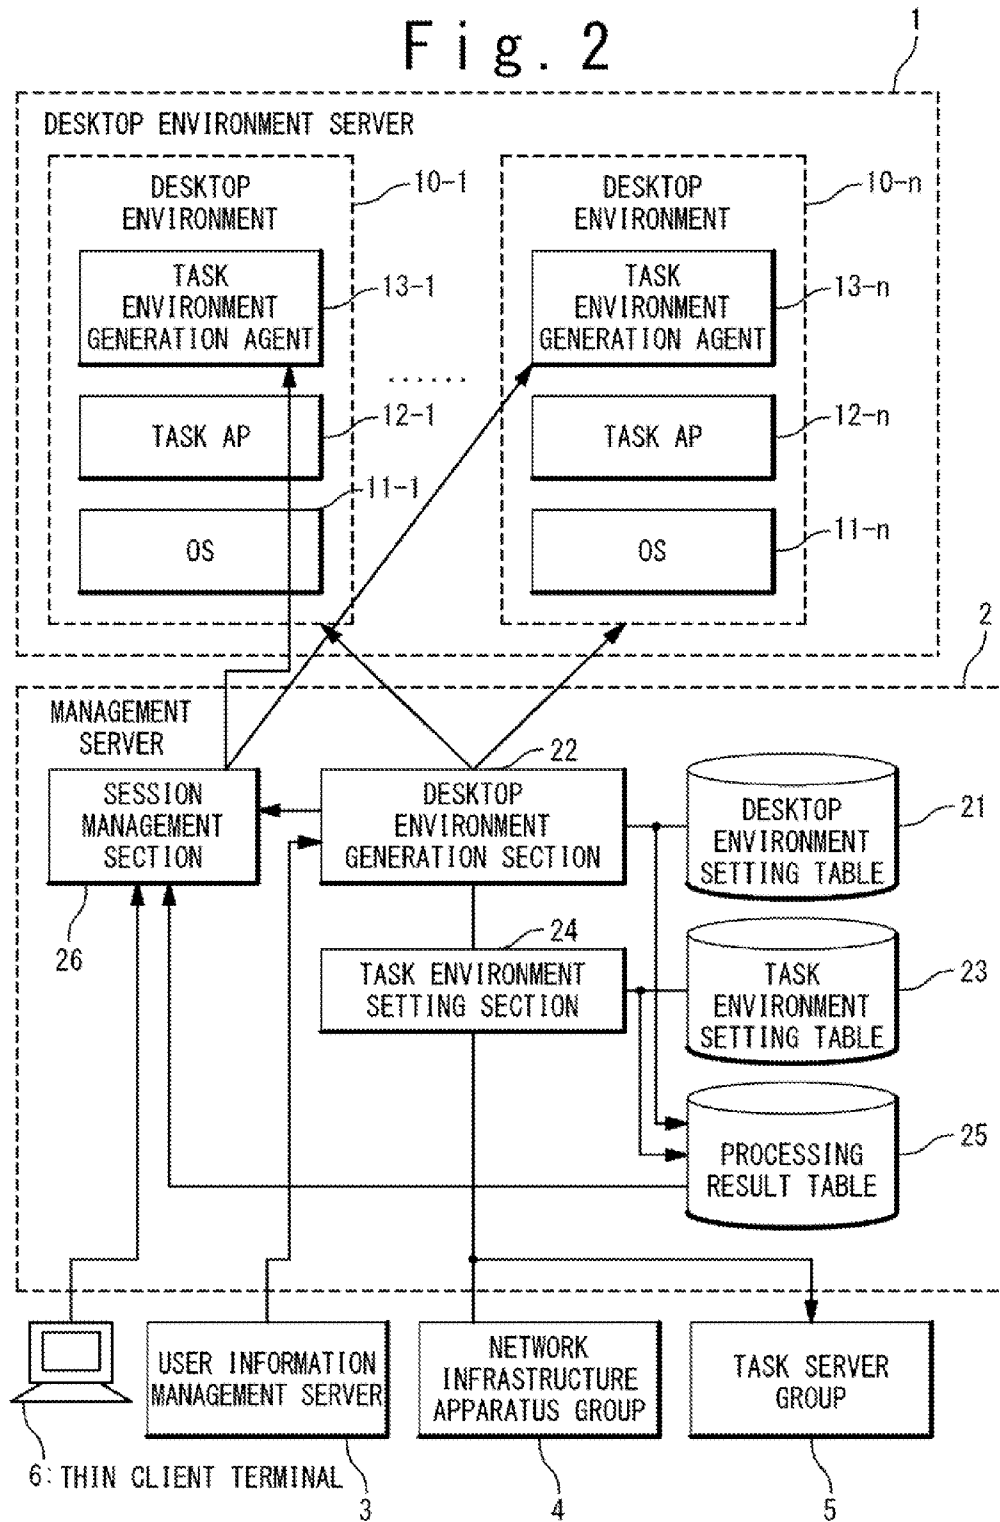 Fig. 2
1
DESKTOP ENVIRONMENT SERVER
DESKTOP
ENVIRONMENT
10-1
TASK
ENVIRONMENT
GENERATION AGENT
13-1
TASK AP
12-1
11-1
OS
......
DESKTOP
ENVIRONMENT
10-n
TASK
ENVIRONMENT
GENERATION AGENT
13-n
TASK AP
12-n
OS
11-n
2
MANAGEMENT
SERVER
SESSION
MANAGEMENT
SECTION
26
22
DESKTOP
ENVIRONMENT
GENERATION SECTION
DESKTOP
ENVIRONMENT
SETTING TABLE
21
24
TASK ENVIRONMENT
SETTING SECTION
TASK
ENVIRONMENT
SETTING TABLE
23
PROCESSING
RESULT TABLE
25
6:THIN CLIENT TERMINAL
USER INFORMATION
MANAGEMENT SERVER
3
NETWORK
INFRASTRUCTURE
APPARATUS GROUP
4
TASK SERVER
GROUP
5